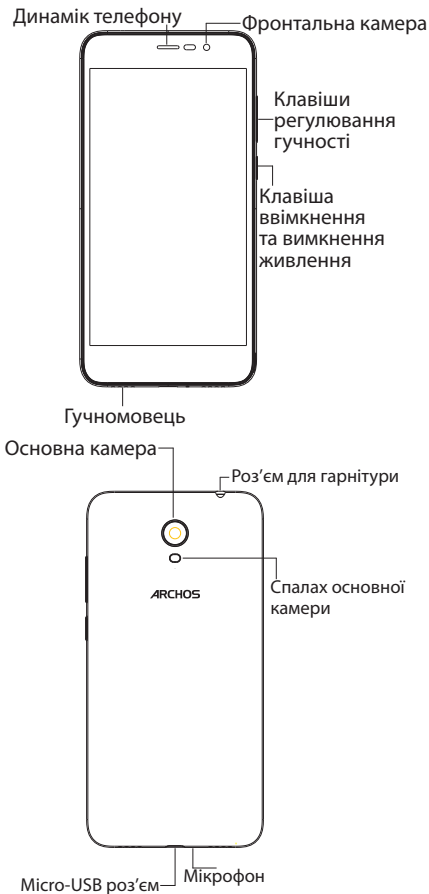 Динамік телефону
Фронтальна камера
Клавіши
регулювання
гучності
Клавіша
ввімкнення
та вимкнення
живлення
Гучномовець
Основна камера
Роз’єм для гарнітури
Спалах основної
камери
ARCHOS
Micro-USB роз’єм
Мікрофон